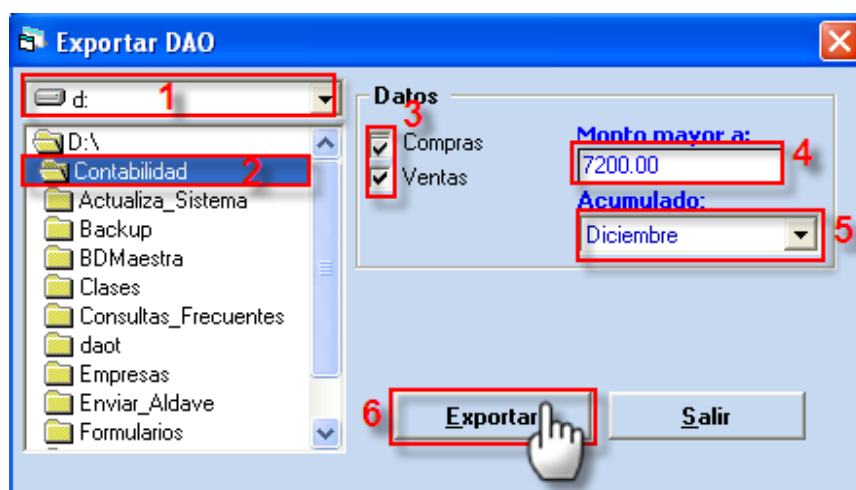 Exportar DAO
d: 1
D:\
Contabilidad 2
Actualiza_Sistema
Backup
BDMaestra
Clases
Consultas_Frecuentes
daot
Empresas
Enviar_Aldave
Formularios
Datos
3
Compras
Ventas
Monto mayor a:
7200.00 4
Acumulado:
Diciembre 5
6 Exportar
Salir